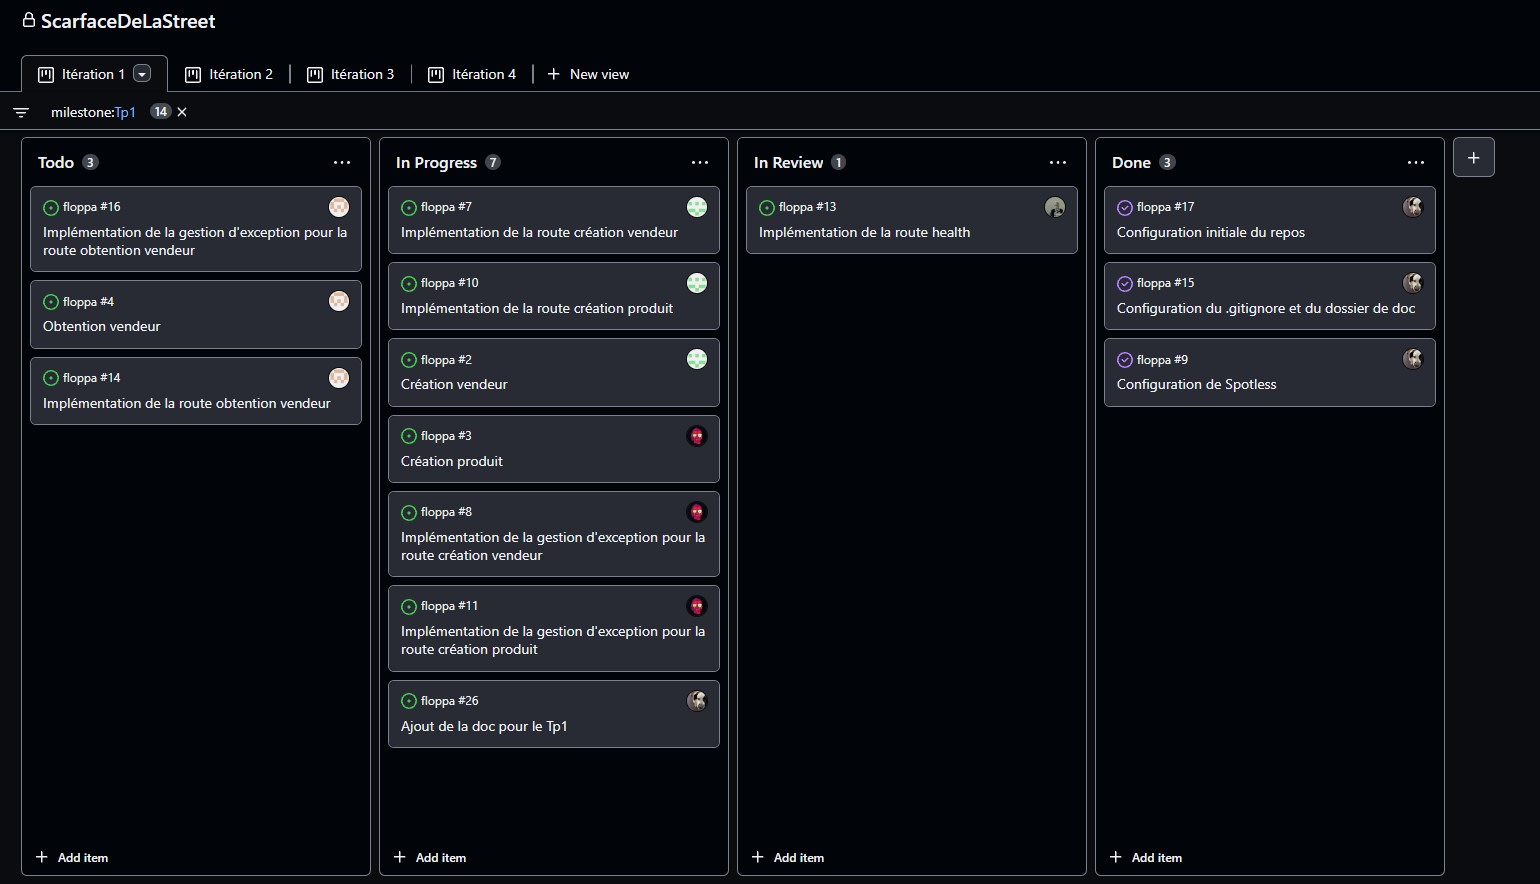 ScarfaceDeLaStreet
Itération 1
Itération 2
Itération 3
Itération 4
New view
milestone:Tp1 14
Todo 3
floppa #16
Implémentation de la gestion d'exception pour la
route obtention vendeur
floppa #4
Obtention vendeur
floppa #14
Implémentation de la route obtention vendeur
Add item
In Progress 7
floppa #7
Implémentation de la route création vendeur
floppa #10
Implémentation de la route création produit
floppa #2
Création vendeur
floppa #3
Création produit
floppa #8
Implémentation de la gestion d'exception pour la
route création vendeur
floppa #11
Implémentation de la gestion d'exception pour la
route création produit
floppa #26
Ajout de la doc pour le Tp1
Add item
In Review 1
floppa #13
Implémentation de la route health
Add item
Done 3
floppa #17
Configuration initiale du repos
floppa #15
Configuration du .gitignore et du dossier de doc
floppa #9
Configuration de Spotless
Add item